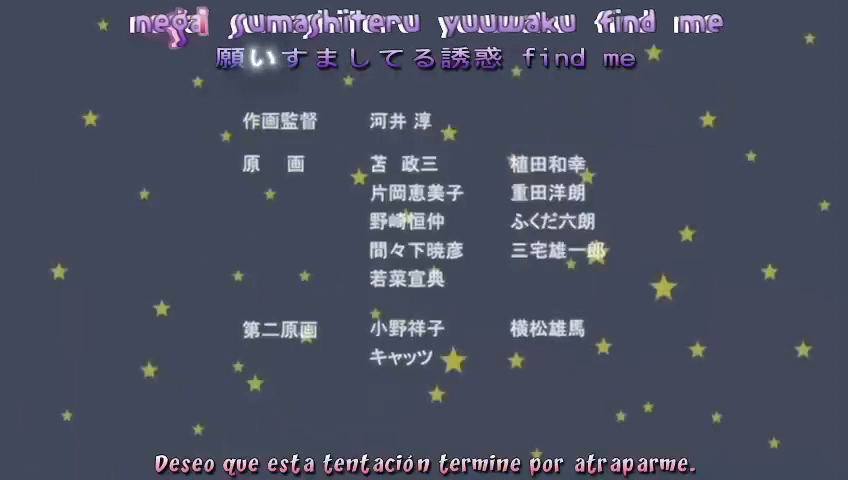 negai sumashiiteru yuuwaku find me
願いすましてる誘惑 find me
作画監督 河井 淳
原 画 苫 政三 植田和幸
片岡恵美子 重田洋朗
野崎恒仲 ふくだ六朗
間々下暁彦 三宅雄一郎
若菜宣典
第二原画 小野祥子 横松雄馬
キャッツ
Deseo que esta tentación termine por atraparme.